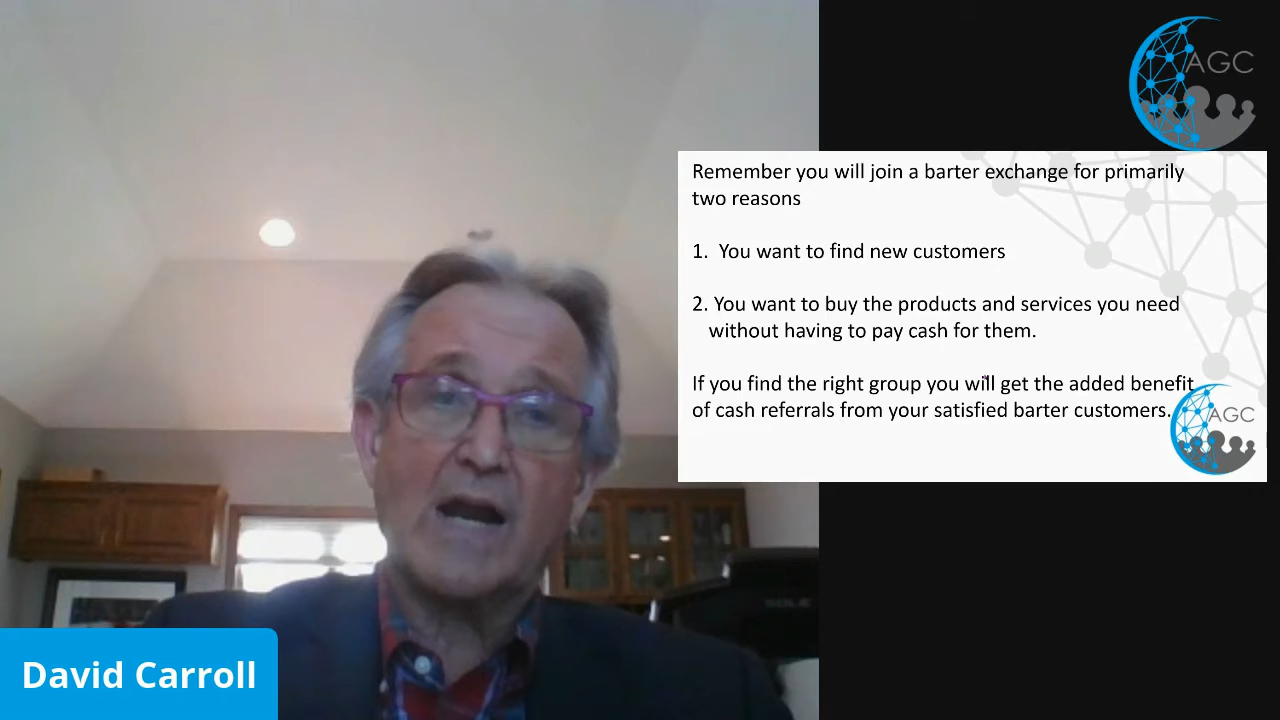 AGC
Remember you will join a barter exchange for primarily
two reasons
1. You want to find new customers
2. You want to buy the products and services you need
without having to pay cash for them.
If you find the right group you will get the added benefit
of cash referrals from your satisfied barter customers.
AGC
SOLE
David Carroll